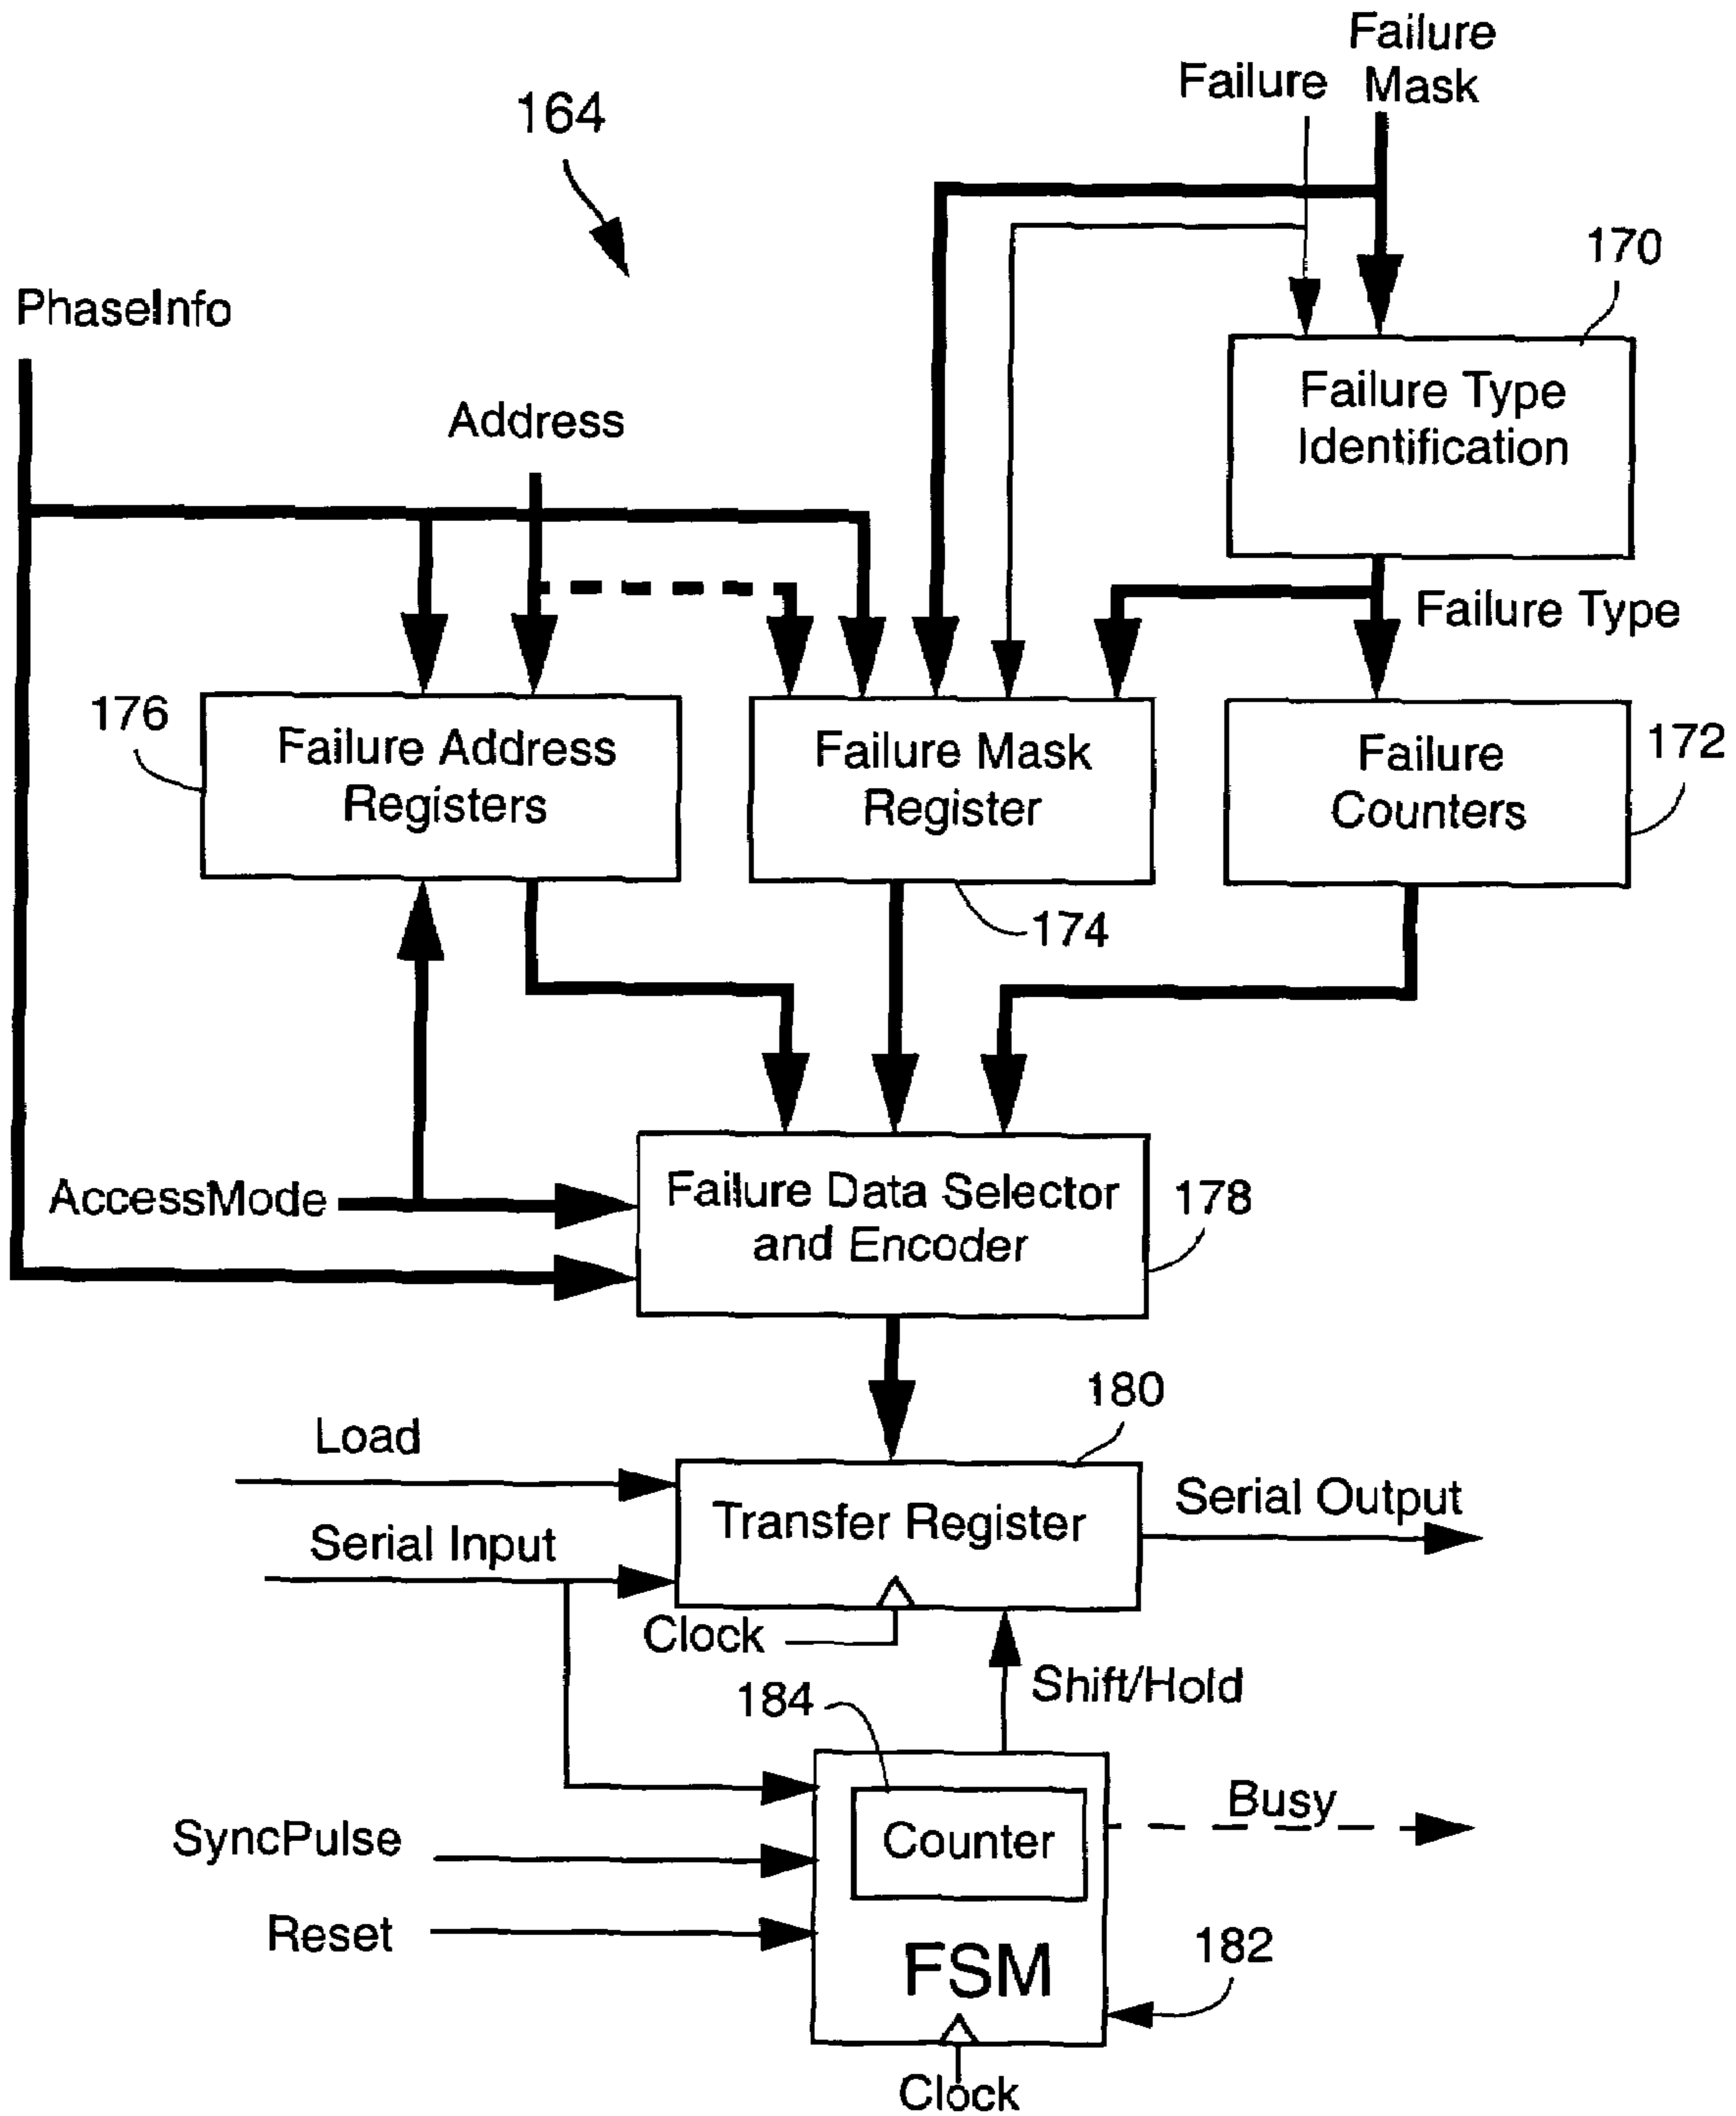 Failure
Mask
Failure
164
170
PhaseInfo
Failure Type
Identification
Address
Failure Type
176
Failure Address
Registers
Failure Mask
Register
Failure
Counters
172
174
AccessMode
Failure Data Selector
and Encoder
178
180
Load
Transfer Register
Serial Output
Serial Input
Clock
Shift/Hold
184
Busy
Counter
SyncPulse
Reset
FSM
182
Clock